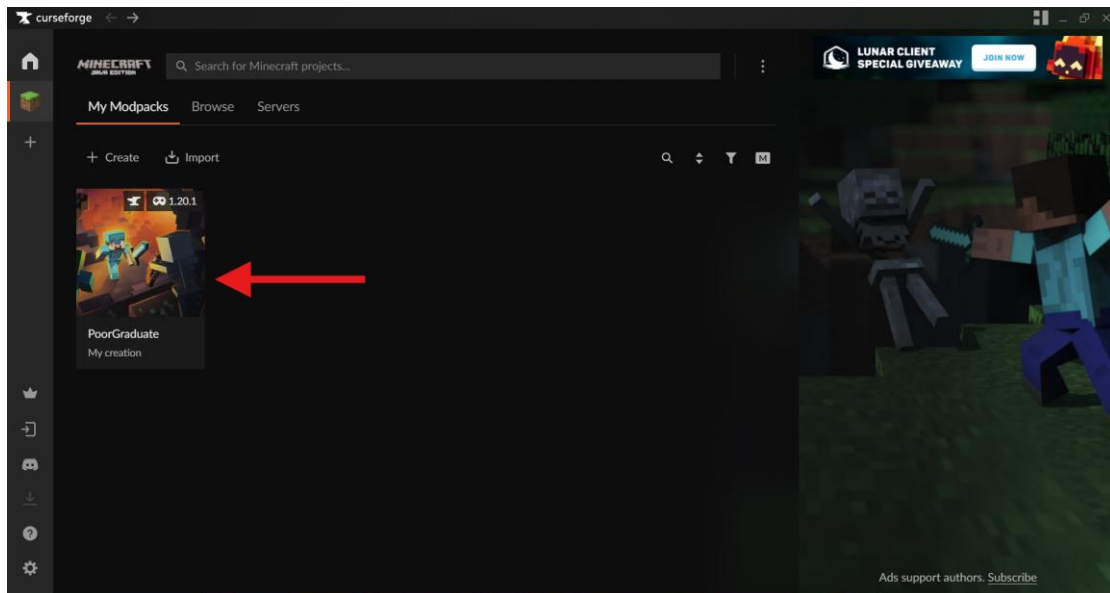 curseforge
MINECRAFT
JAVA EDITION
Search for Minecraft projects...
LUNAR CLIENT
SPECIAL GIVEAWAY
JOIN NOW
My Modpacks
Browse
Servers
Create
Import
M
1.20.1
PoorGraduate
My creation
Ads support authors. Subscribe